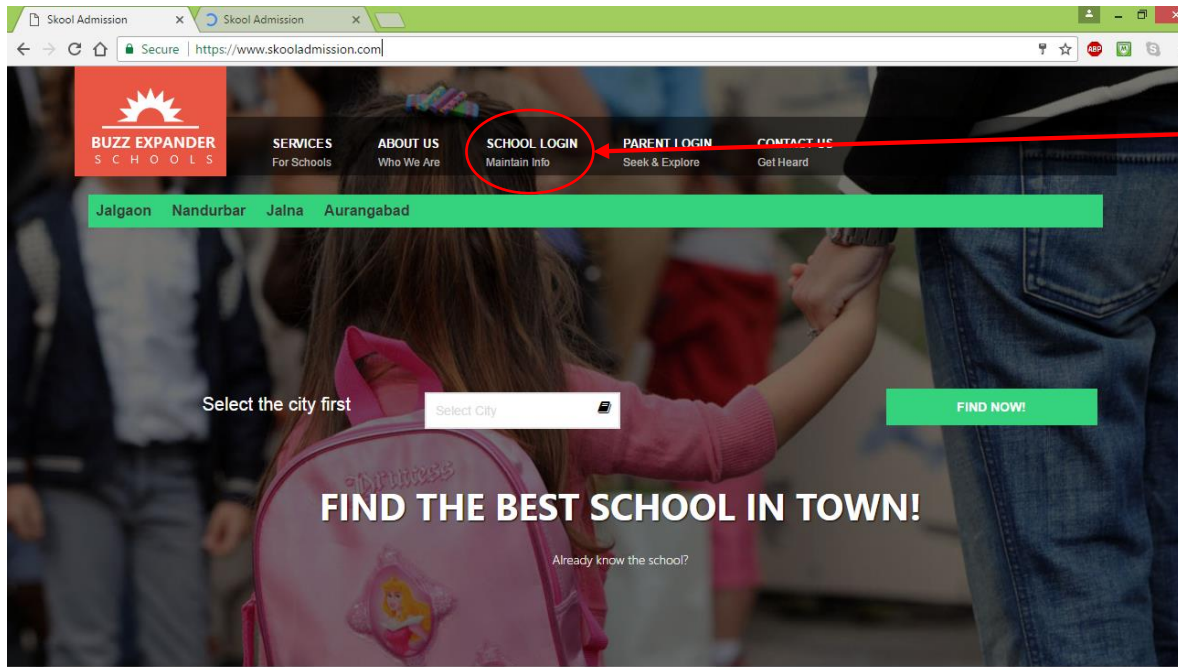 Skool Admission
Skool Admission
Secure https://www.skooladmission.com
ABP
BUZZ EXPANDER
SCHOOLS
SERVICES
For Schools
ABOUT US
Who We Are
SCHOOL LOGIN
Maintain Info
PARENT LOGIN
Seek & Explore
CONTACT US
Get Heard
Jalgaon Nandurbar Jalna Aurangabad
Select the city first
Select City
FIND NOW!
Princess
FIND THE BEST SCHOOL IN TOWN!
Already know the school?